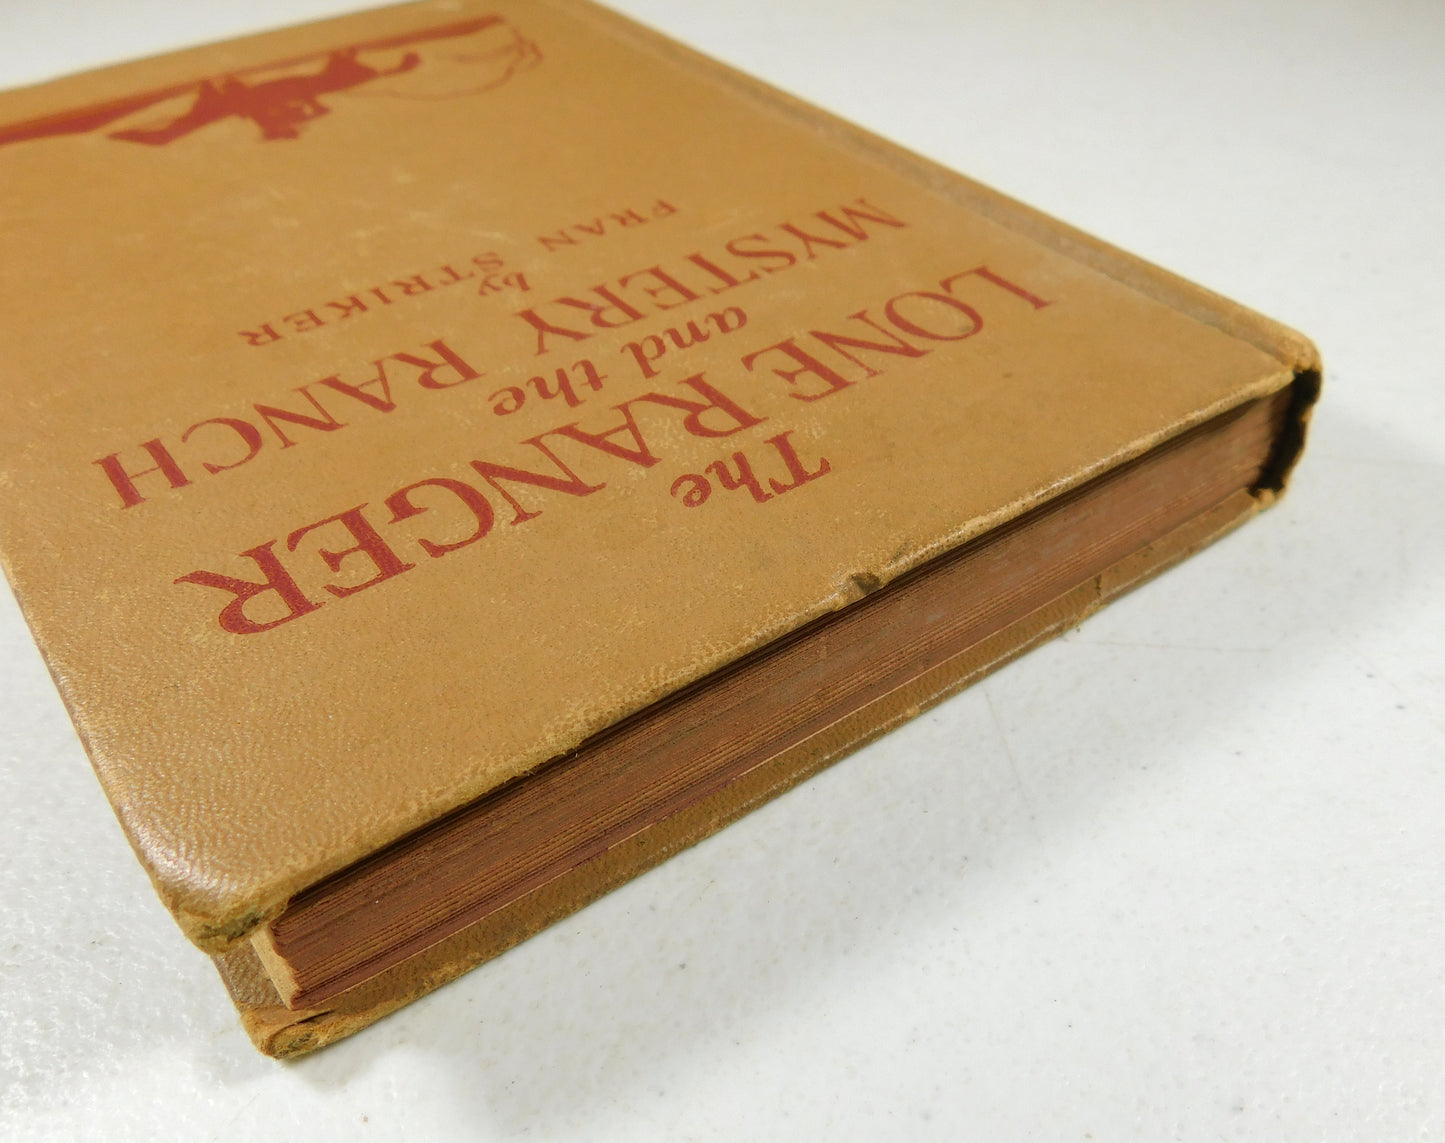 The
LONE RANGER
and the
MYSTERY RANCH
by
FRAN STRIKER